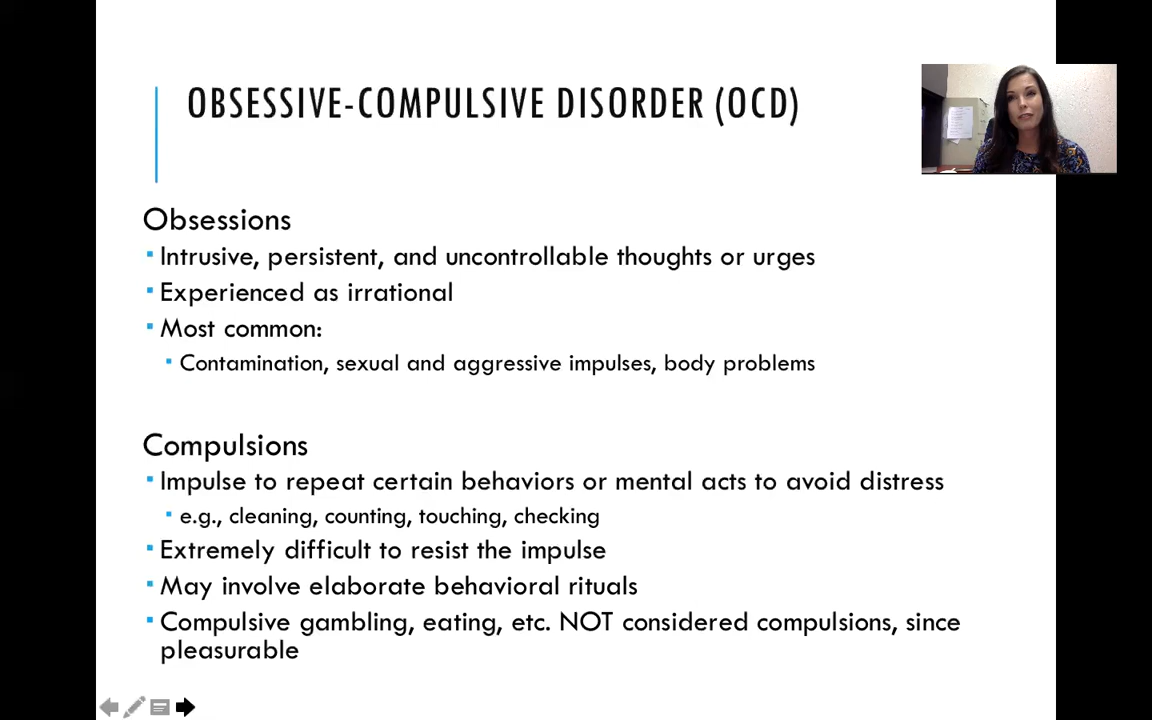 OBSESSIVE-COMPULSIVE DISORDER (OCD)
Obsessions
Intrusive, persistent, and uncontrollable thoughts or urges
Experienced as irrational
Most common:
Contamination, sexual and aggressive impulses, body problems
Compulsions
Impulse to repeat certain behaviors or mental acts to avoid distress
e.g., cleaning, counting, touching, checking
Extremely difficult to resist the impulse
May involve elaborate behavioral rituals
Compulsive gambling, eating, etc. NOT considered compulsions, since
pleasurable